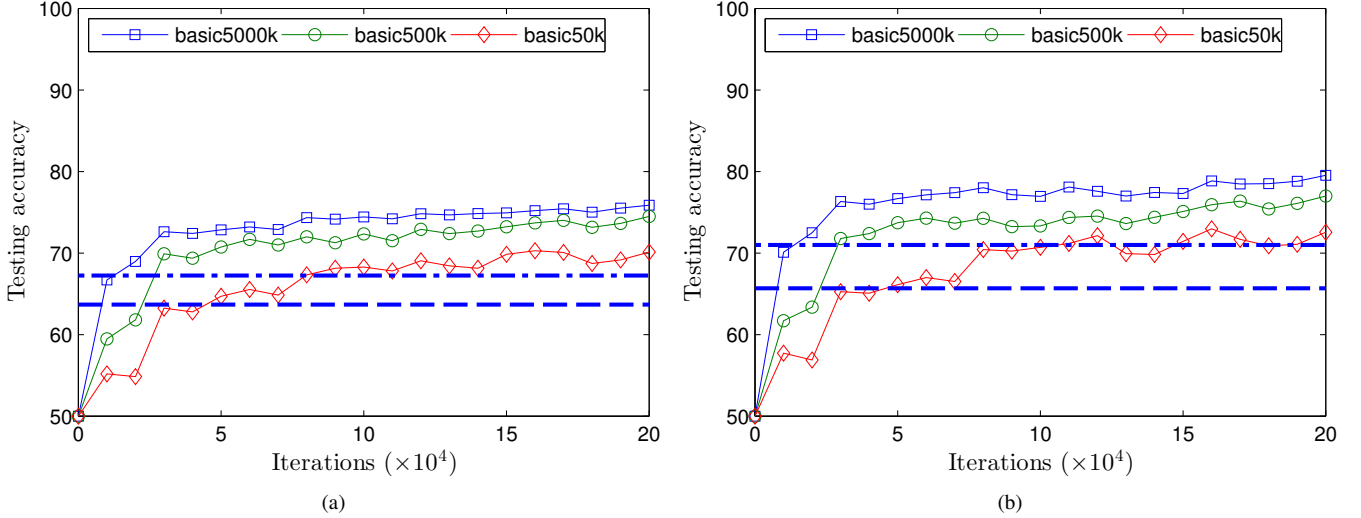 basic5000k basic500k basic50k
100
90
80
70
60
50
0 5 10 15 20
Testing accuracy
Iterations (×10⁴)
(a)
basic5000k basic500k basic50k
100
90
80
70
60
50
0 5 10 15 20
Testing accuracy
Iterations (×10⁴)
(b)